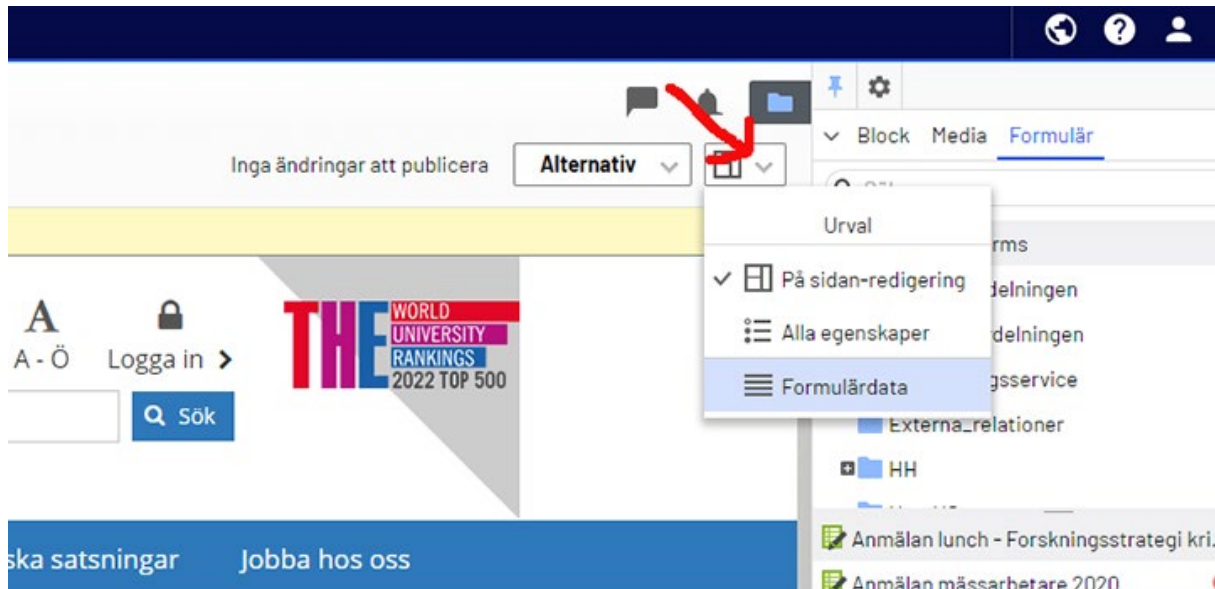 Block Media Formulär
Inga ändringar att publicera Alternativ
Urval
På sidan-redigering
Alla egenskaper
Formulärdata
rms
delningen
delningen
gsservice
Externa_relationer
HH
A
A - Ö Logga in
Sök
THE WORLD
UNIVERSITY
RANKINGS
2022 TOP 500
ska satsningar Jobba hos oss
Anmälan lunch - Forskningsstrategi kri.
Anmälan mässarbetare 2020